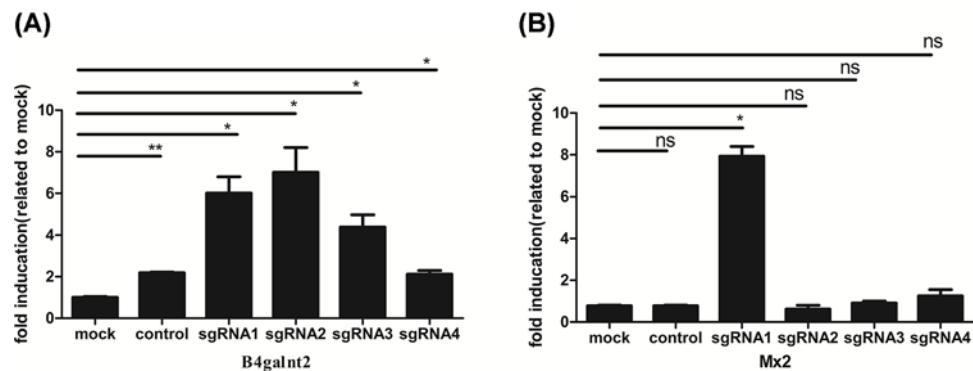 (A)
* 
*
*
*
**
fold inducation(related to mock)
10
8
6
4
2
0
mock control sgRNA1 sgRNA2 sgRNA3 sgRNA4
B4galnt2
(B)
ns
ns
ns
*
ns
fold inducation(related to mock)
10
8
6
4
2
0
mock control sgRNA1 sgRNA2 sgRNA3 sgRNA4
Mx2